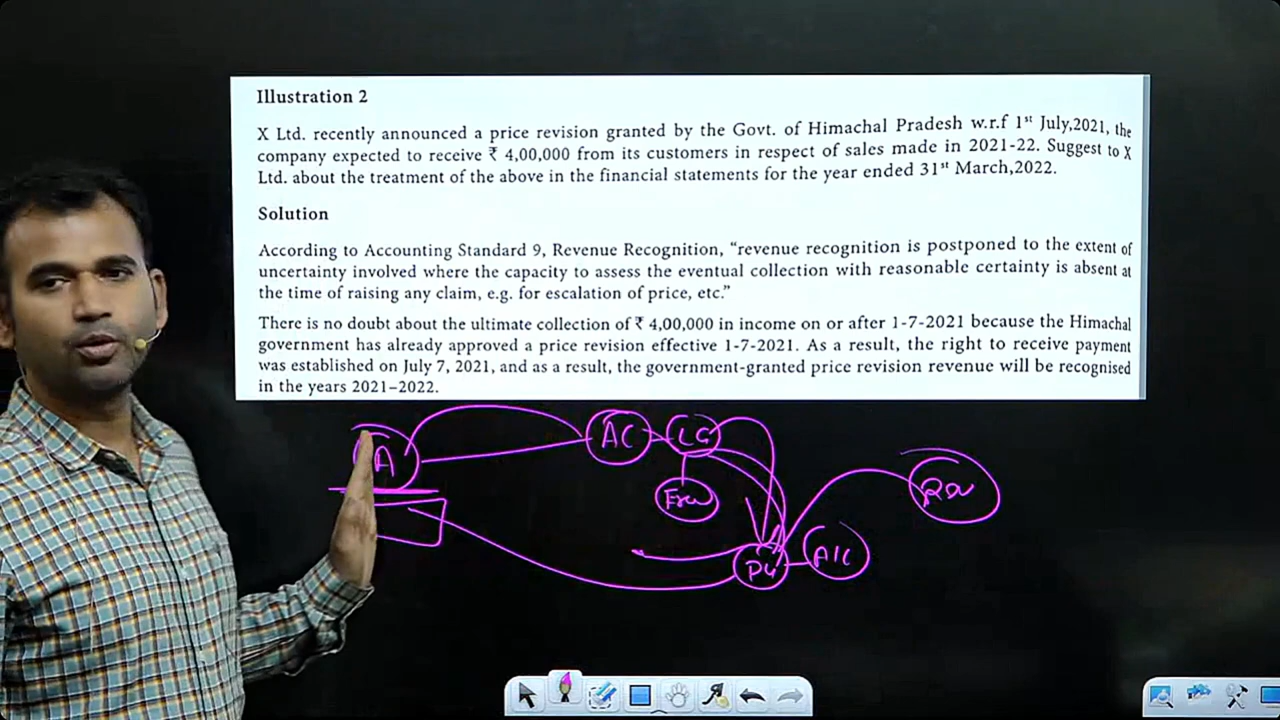 Illustration 2
X Ltd. recently announced a price revision granted by the Govt. of Himachal Pradesh w.r.f 1st July,2021, the
company expected to receive ₹ 4,00,000 from its customers in respect of sales made in 2021-22. Suggest to X
Ltd. about the treatment of the above in the financial statements for the year ended 31st March,2022.
Solution
According to Accounting Standard 9, Revenue Recognition, “revenue recognition is postponed to the extent of
uncertainty involved where the capacity to assess the eventual collection with reasonable certainty is absent at
the time of raising any claim, e.g. for escalation of price, etc.”
There is no doubt about the ultimate collection of ₹ 4,00,000 in income on or after 1-7-2021 because the Himachal
government has already approved a price revision effective 1-7-2021. As a result, the right to receive payment
was established on July 7, 2021, and as a result, the government-granted price revision revenue will be recognised
in the years 2021–2022.
A AC